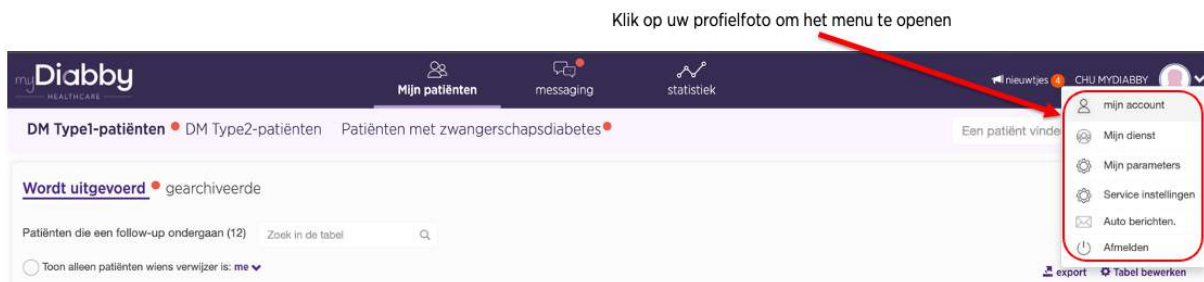 Klik op uw profielfoto om het menu te openen
myDiabby
HEALTHCARE
Mijn patiënten
messaging
statistiek
nieuwtjes 4
CHU MYDIABBY
DM Type1-patiënten DM Type2-patiënten Patiënten met zwangerschapsdiabetes
Een patiënt vinde
mijn account
Mijn dienst
Mijn parameters
Service instellingen
Auto berichten.
Afmelden
Wordt uitgevoerd gearchiveerde
Patiënten die een follow-up ondergaan (12) Zoek in de tabel
Toon alleen patiënten wiens verwijzer is: me
export Tabel bewerken